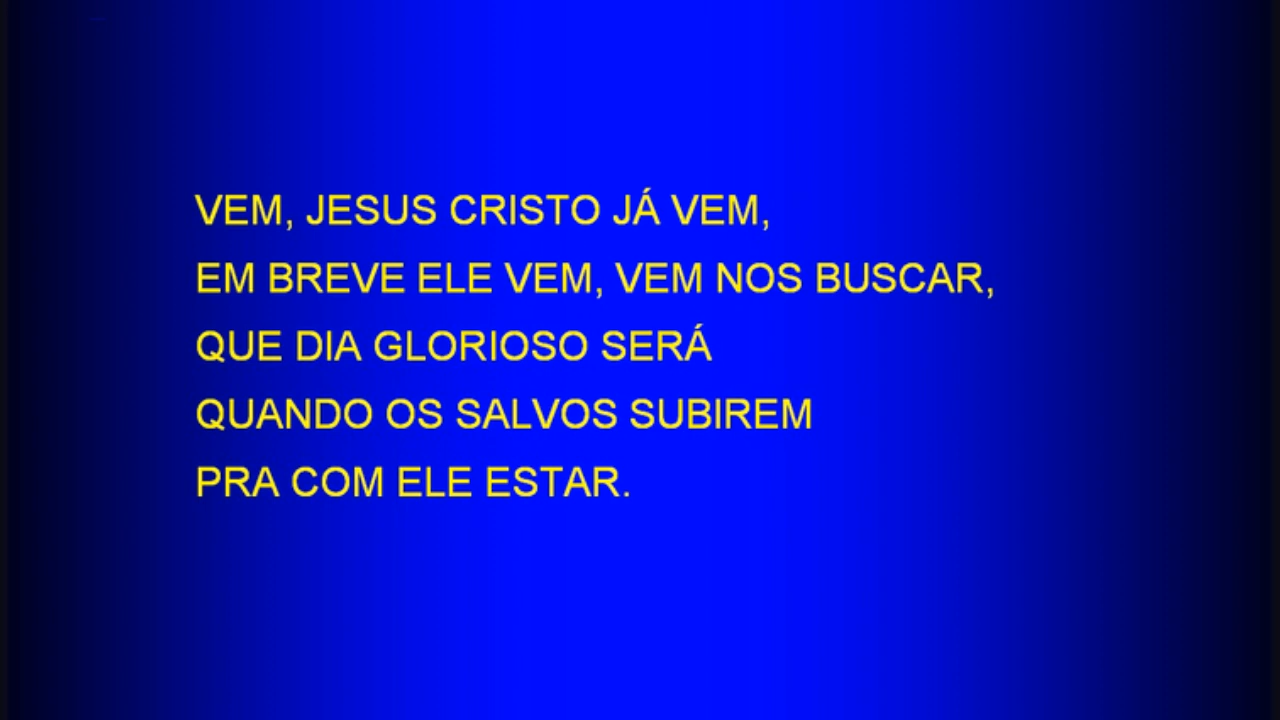 VEM, JESUS CRISTO JÁ VEM,
EM BREVE ELE VEM, VEM NOS BUSCAR,
QUE DIA GLORIOSO SERÁ
QUANDO OS SALVOS SUBIREM
PRA COM ELE ESTAR.